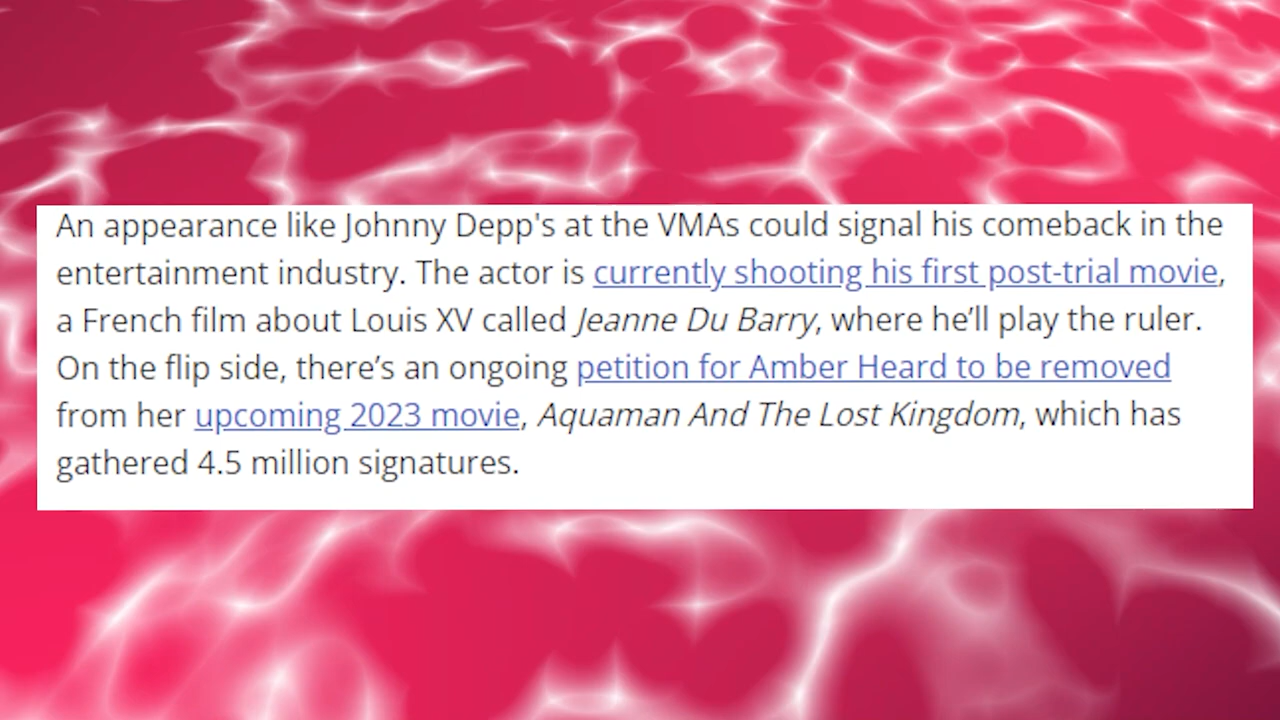 An appearance like Johnny Depp's at the VMAs could signal his comeback in the
entertainment industry. The actor is currently shooting his first post-trial movie,
a French film about Louis XV called Jeanne Du Barry, where he’ll play the ruler.
On the flip side, there’s an ongoing petition for Amber Heard to be removed
from her upcoming 2023 movie, Aquaman And The Lost Kingdom, which has
gathered 4.5 million signatures.